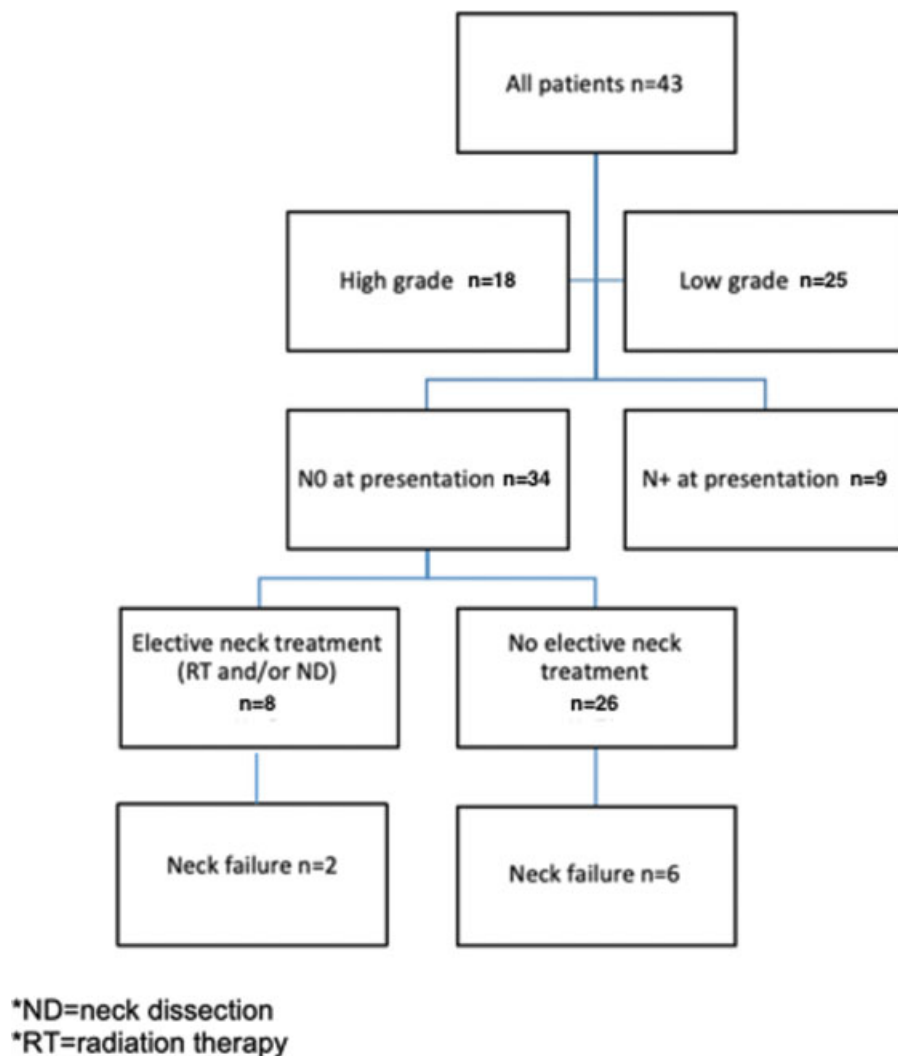 All patients n=43
High grade n=18
Low grade n=25
N0 at presentation n=34
N+ at presentation n=9
Elective neck treatment
(RT and/or ND)
n=8
No elective neck
treatment
n=26
Neck failure n=2
Neck failure n=6
*ND=neck dissection
*RT=radiation therapy